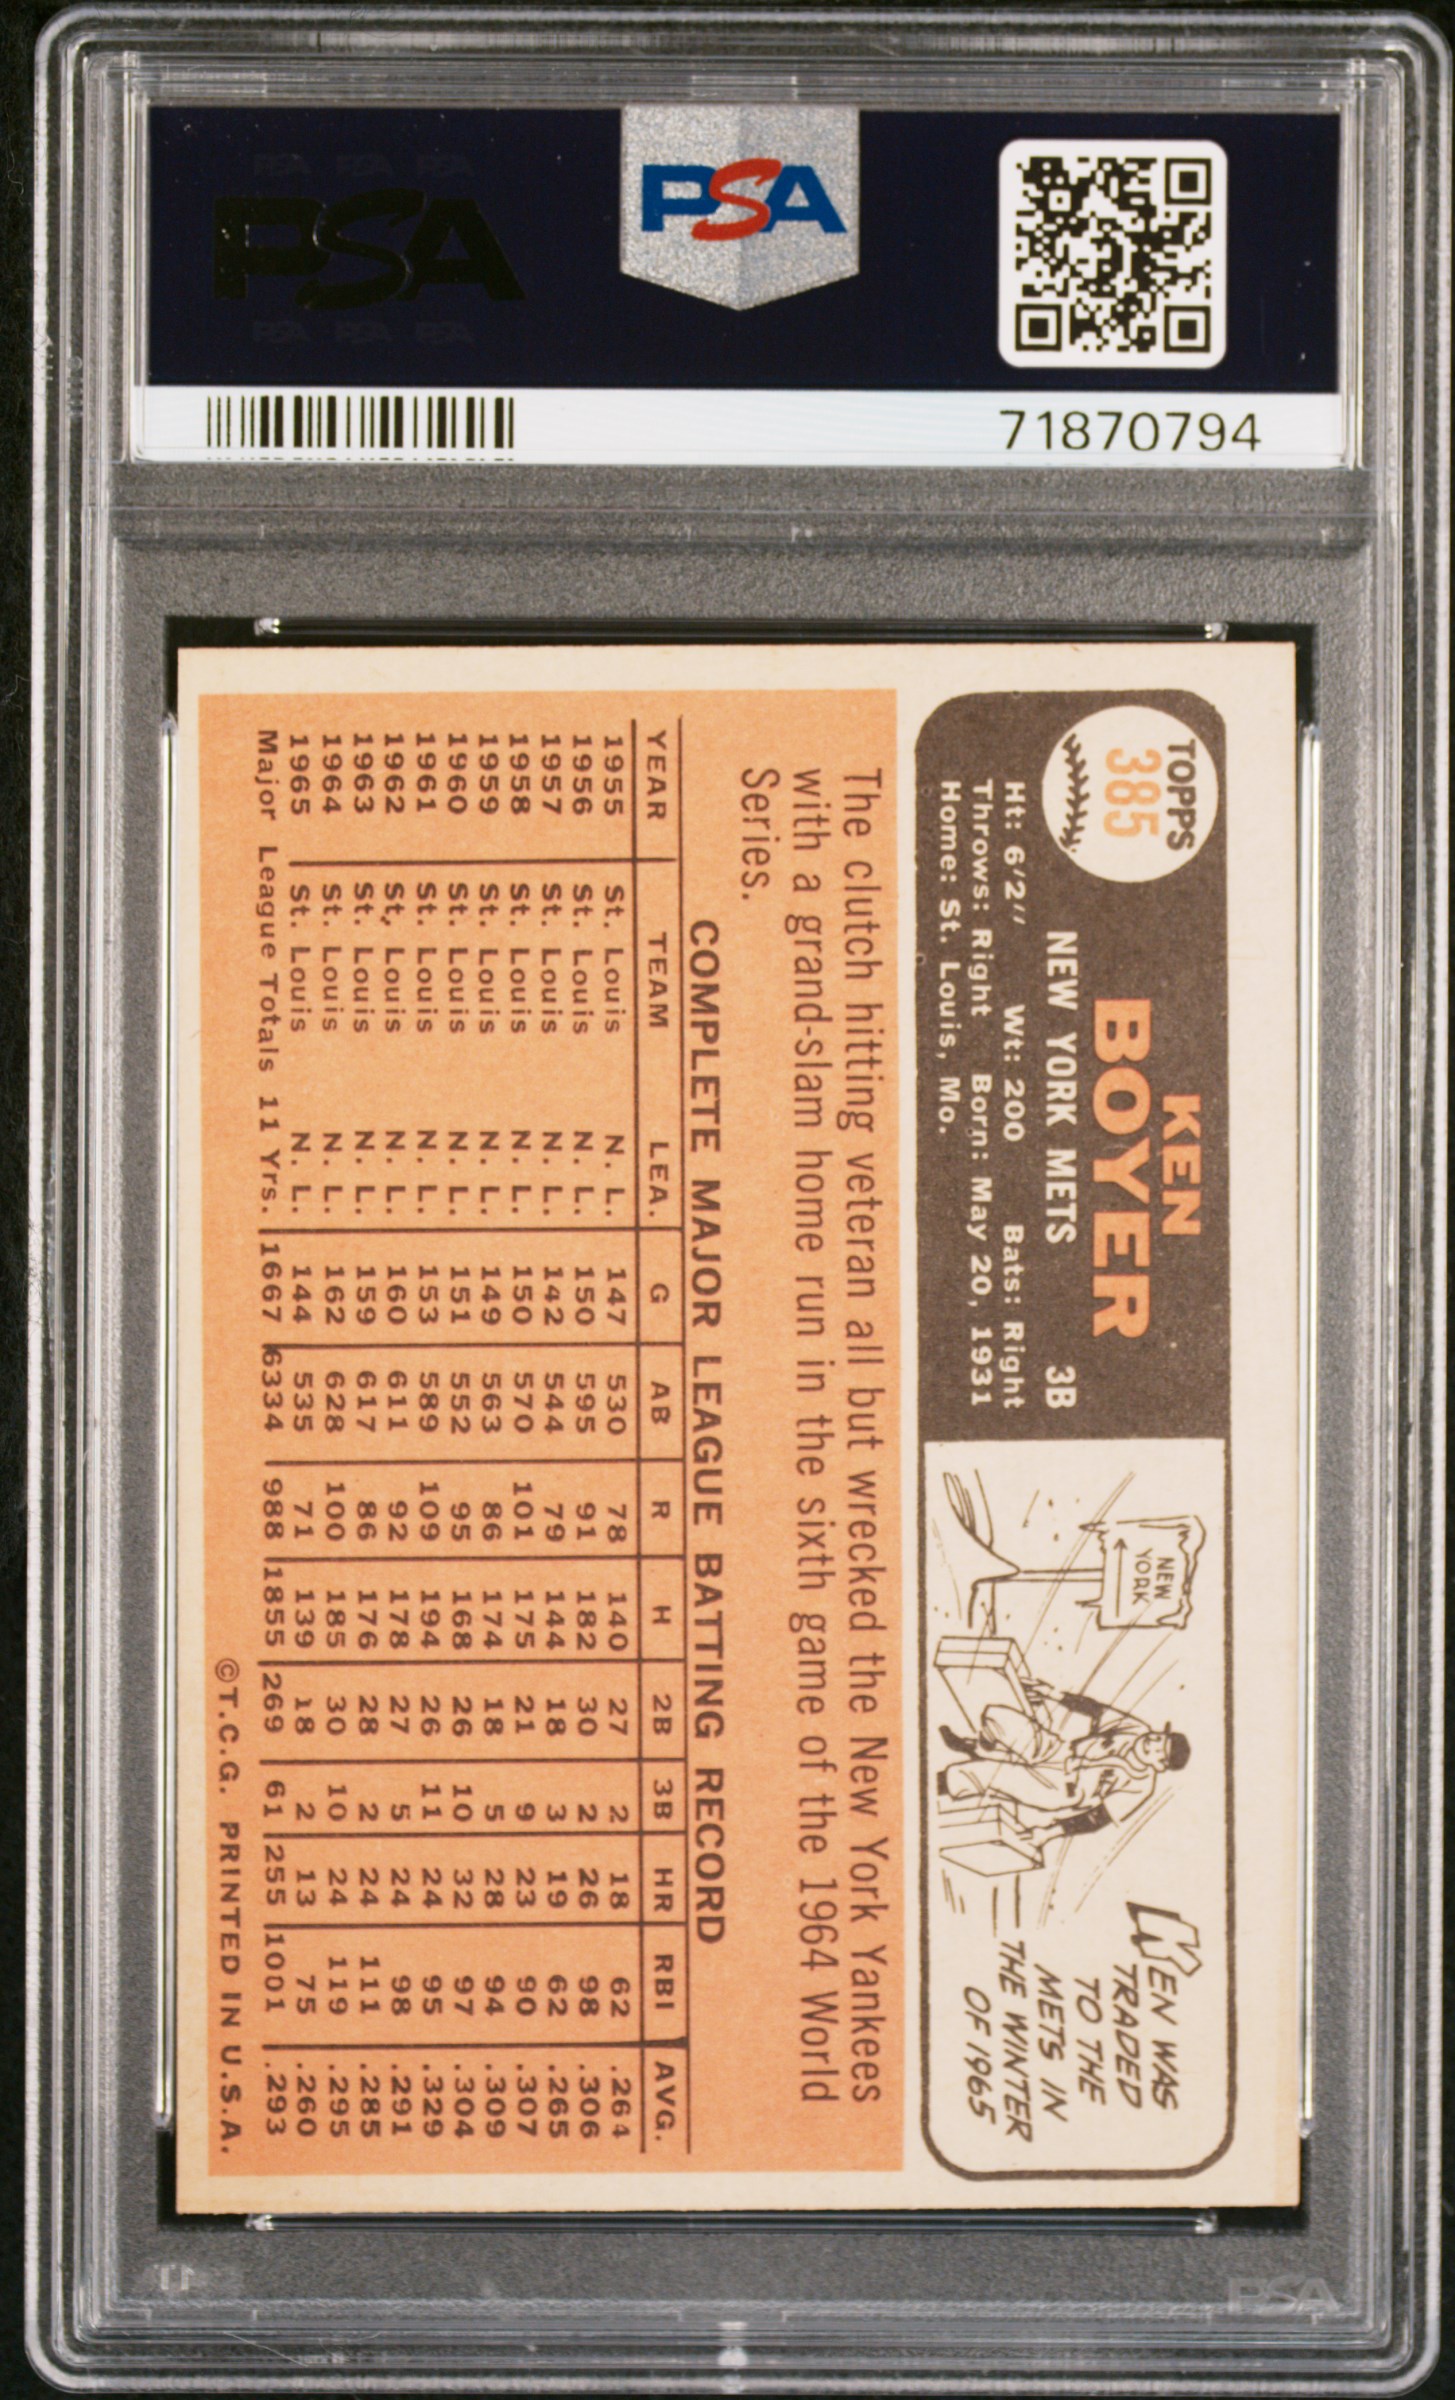 PSA PSA PSA
PSA
PSA PSA PSA
PSA
71870794
TOPPS
385
KEN
BOYER
NEW YORK METS 3B
Ht: 6'2" Wt: 200 Bats: Right
Throws: Right Born: May 20, 1931
Home: St. Louis, Mo.
NEW
YORK
KEN WAS
TRADED
TO THE
METS IN
THE WINTER
OF 1965
The clutch hitting veteran all but wrecked the New York Yankees
with a grand-slam home run in the sixth game of the 1964 World
Series.
COMPLETE MAJOR LEAGUE BATTING RECORD
YEAR TEAM LEA. G AB R H 2B 3B HR RBI AVG.
1955 St. Louis N. L. 147 530 78 140 27 2 18 62 .264
1956 St. Louis N. L. 150 595 91 182 30 2 26 98 .306
1957 St. Louis N. L. 142 544 79 144 18 3 19 62 .265
1958 St. Louis N. L. 150 570 101 175 21 9 23 90 .307
1959 St. Louis N. L. 149 563 86 174 18 5 28 94 .309
1960 St. Louis N. L. 151 552 95 168 26 10 32 97 .304
1961 St. Louis N. L. 153 589 109 194 26 11 24 95 .329
1962 St. Louis N. L. 160 611 92 178 27 5 24 98 .291
1963 St. Louis N. L. 159 617 86 176 28 2 24 111 .285
1964 St. Louis N. L. 162 628 100 185 30 10 24 119 .295
1965 St. Louis N. L. 144 535 71 139 18 2 13 75 .260
Major League Totals 11 Yrs. 1667 6334 988 1855 269 61 255 1001 .293
©T.C.G. PRINTED IN U.S.A.
PSA